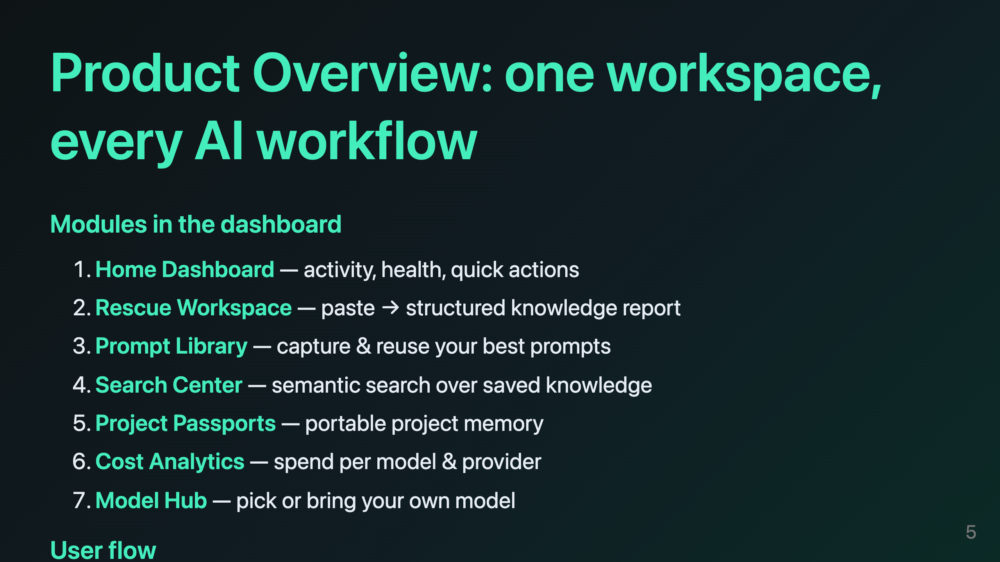 Product Overview: one workspace,
every AI workflow
Modules in the dashboard
1. Home Dashboard — activity, health, quick actions
2. Rescue Workspace — paste → structured knowledge report
3. Prompt Library — capture & reuse your best prompts
4. Search Center — semantic search over saved knowledge
5. Project Passports — portable project memory
6. Cost Analytics — spend per model & provider
7. Model Hub — pick or bring your own model
User flow
5